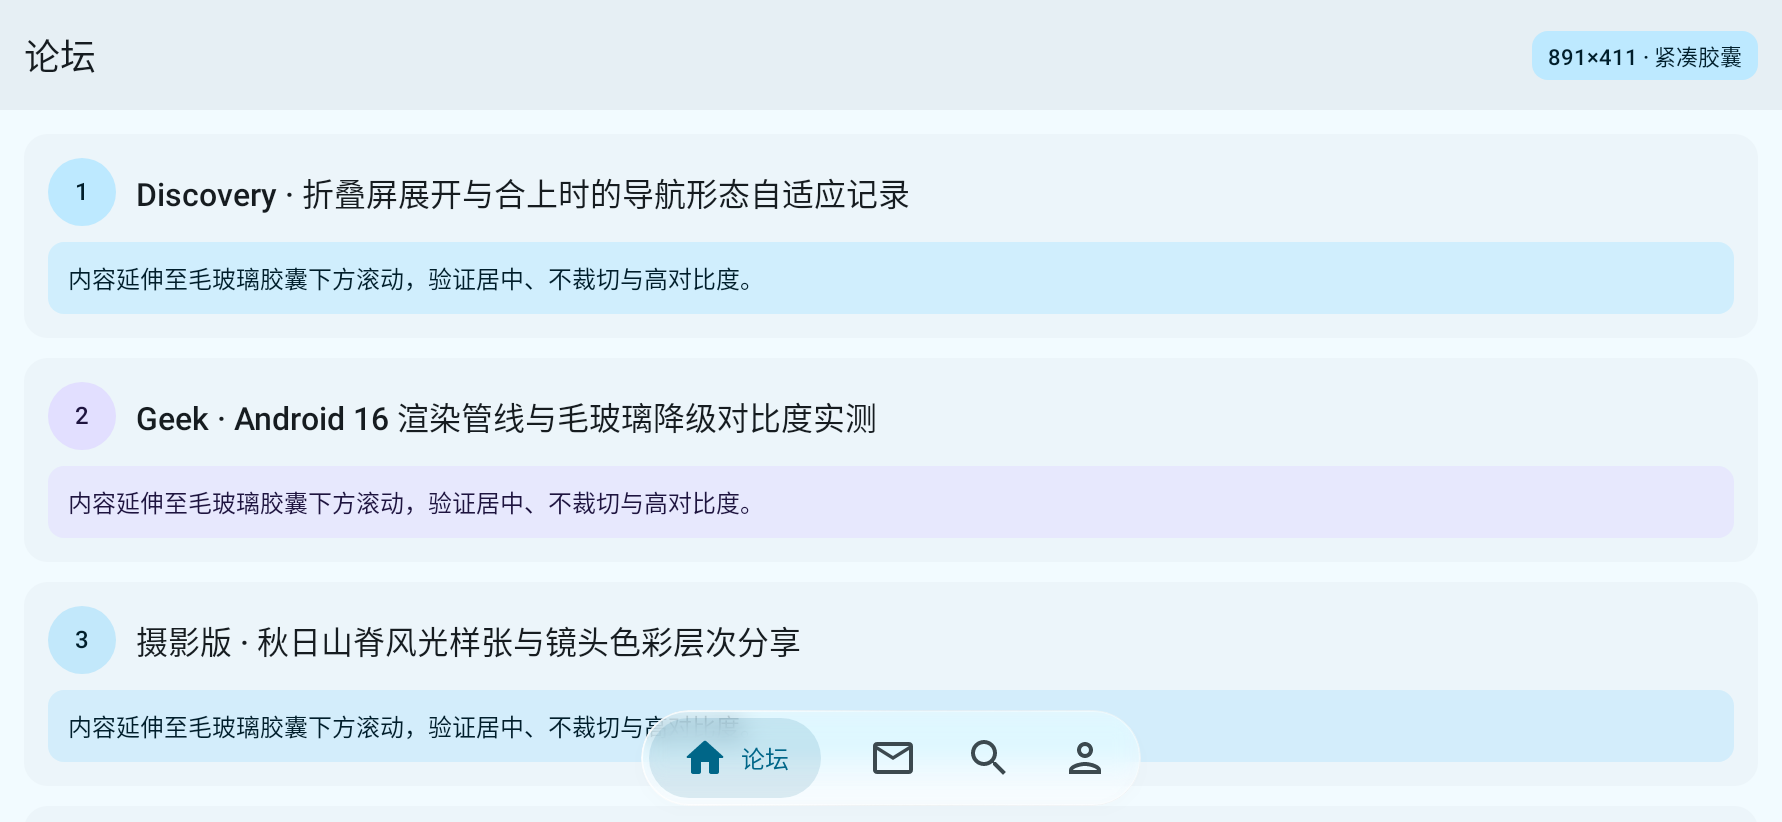 论坛
891×411 · 紧凑胶囊
1
Discovery · 折叠屏展开与合上时的导航形态自适应记录
内容延伸至毛玻璃胶囊下方滚动，验证居中、不裁切与高对比度。
2
Geek · Android 16 渲染管线与毛玻璃降级对比度实测
内容延伸至毛玻璃胶囊下方滚动，验证居中、不裁切与高对比度。
3
摄影版 · 秋日山脊风光样张与镜头色彩层次分享
内容延伸至毛玻璃胶囊下方滚动，验证居中、不裁切与高对比度
论坛